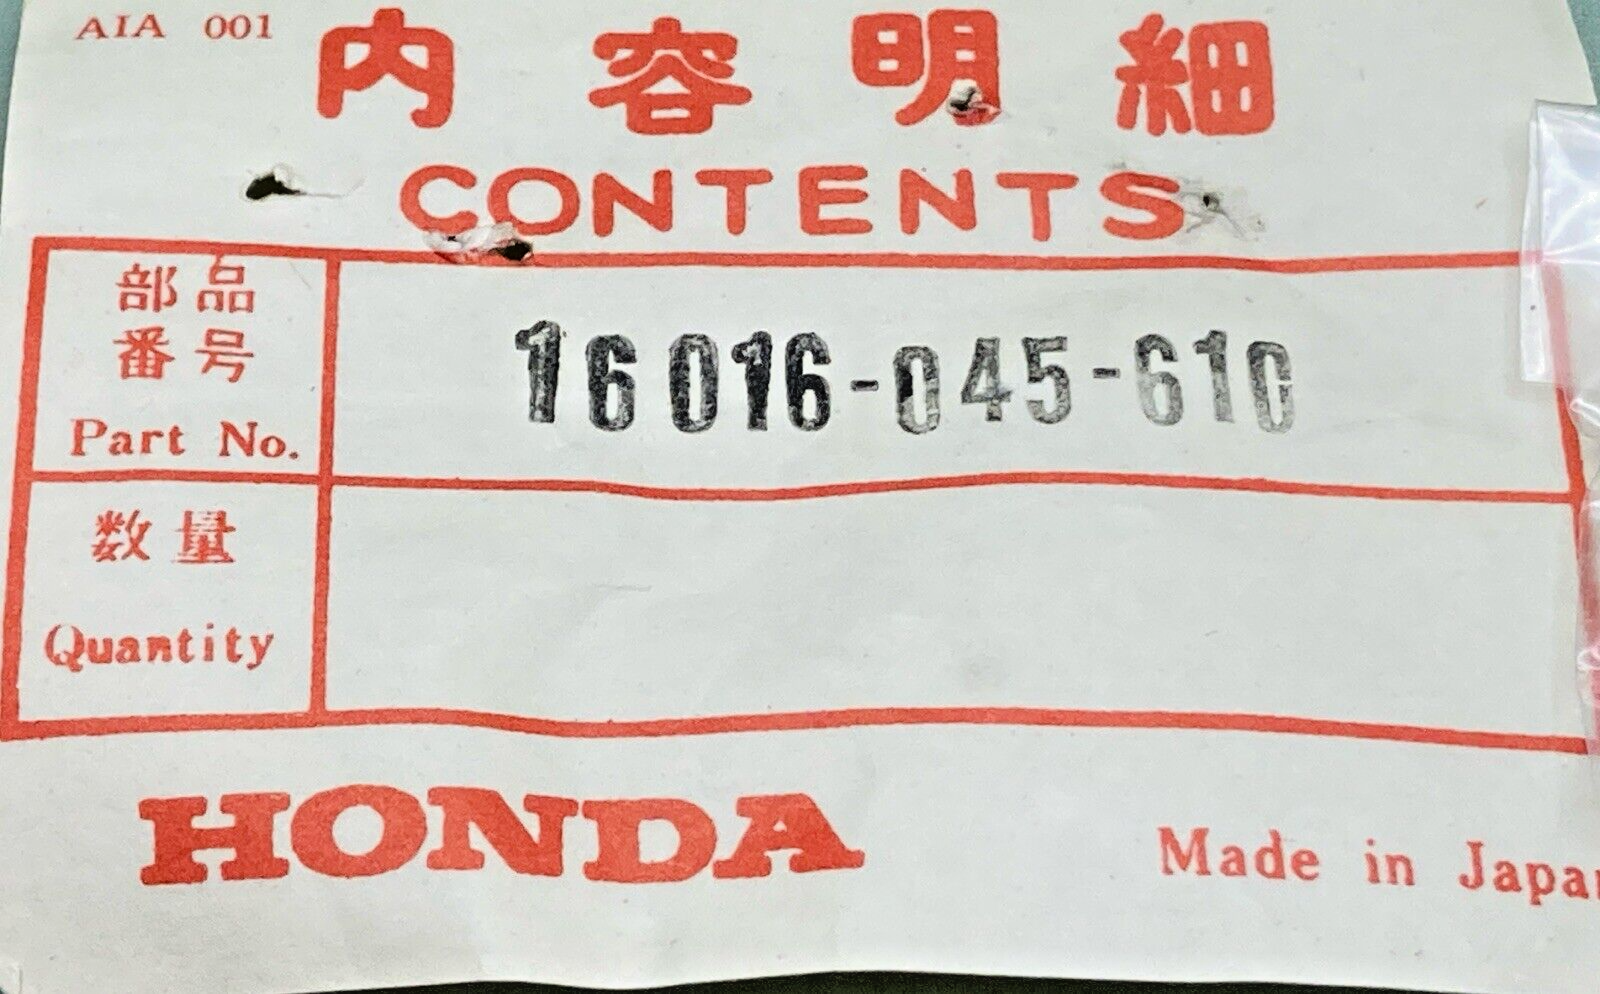 AIA 001
内容明細
CONTENTS
部品
番号
Part No.
16016-045-610
数量
Quantity
HONDA
Made in Japan